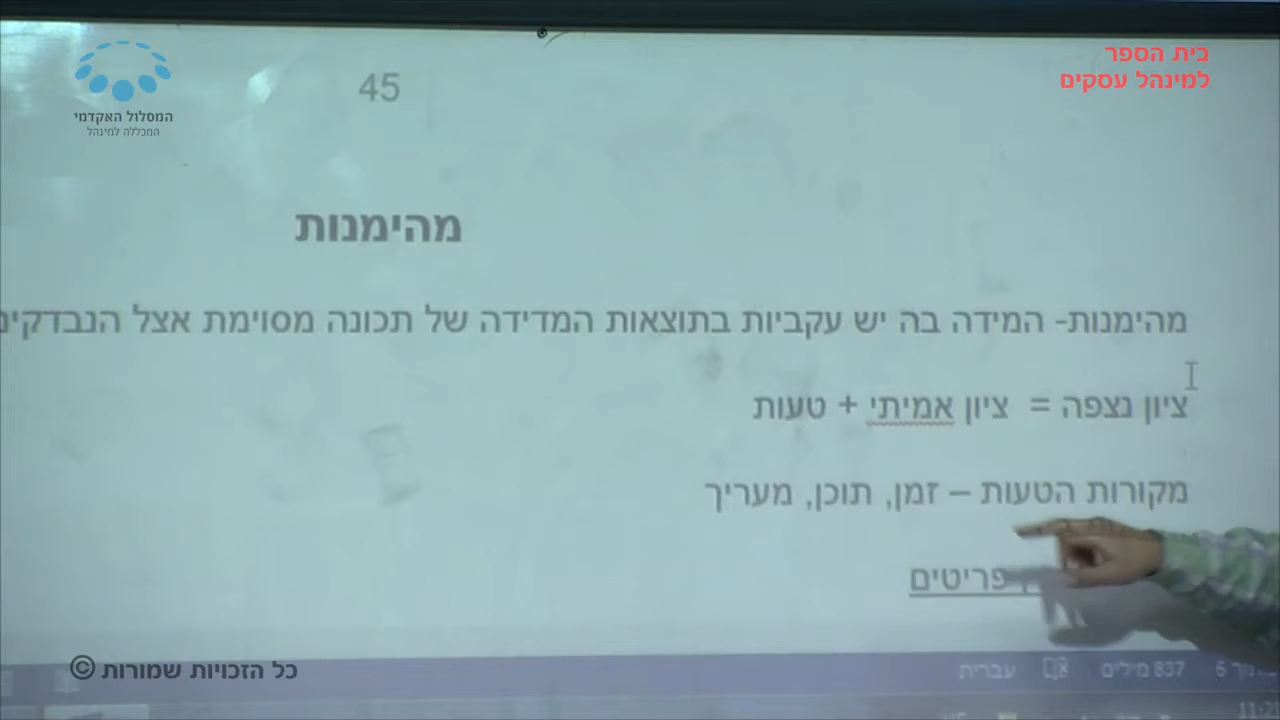 בית הספר
למינהל עסקים
המסלול האקדמי
המכללה למינהל
45
מהימנות
מהימנות- המידה בה יש עקביות בתוצאות המדידה של תכונה מסוימת אצל הנבדקים
ציון נצפה = ציון אמיתי + טעות
מקורות הטעות – זמן, תוכן, מעריך
פריטים
837 מילים
עברית
כל הזכויות שמורות ©